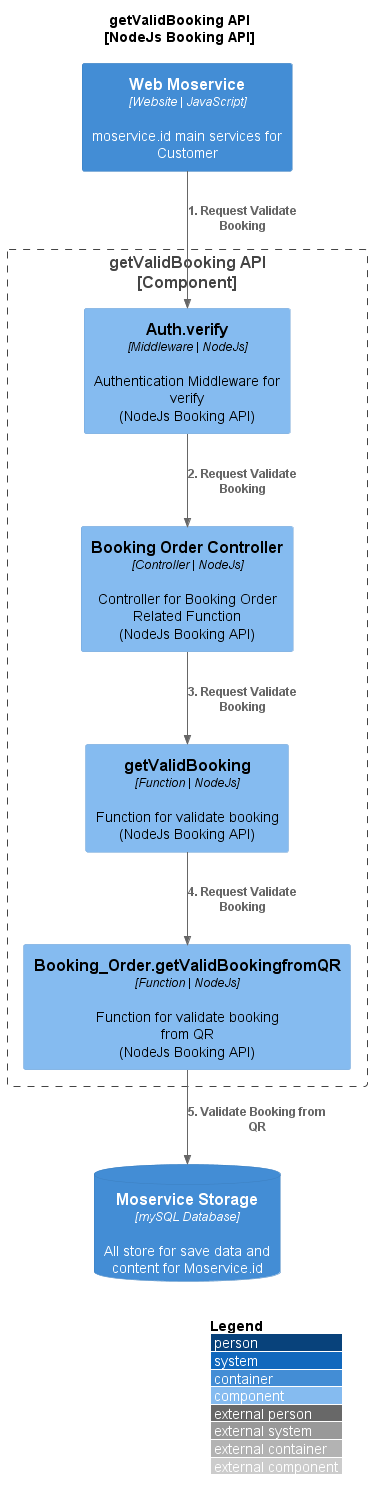 getValidBooking API
[NodeJs Booking API]
Web Moservice
[Website | JavaScript]
moservice.id main services for
Customer
1. Request Validate
Booking
getValidBooking API
[Component]
Auth.verify
[Middleware | NodeJs]
Authentication Middleware for
verify
(NodeJs Booking API)
2. Request Validate
Booking
Booking Order Controller
[Controller | NodeJs]
Controller for Booking Order
Related Function
(NodeJs Booking API)
3. Request Validate
Booking
getValidBooking
[Function | NodeJs]
Function for validate booking
(NodeJs Booking API)
4. Request Validate
Booking
Booking_Order.getValidBookingfromQR
[Function | NodeJs]
Function for validate booking
from QR
(NodeJs Booking API)
5. Validate Booking from
QR
Moservice Storage
[mySQL Database]
All store for save data and
content for Moservice.id
Legend
person
system
container
component
external person
external system
external container
external component